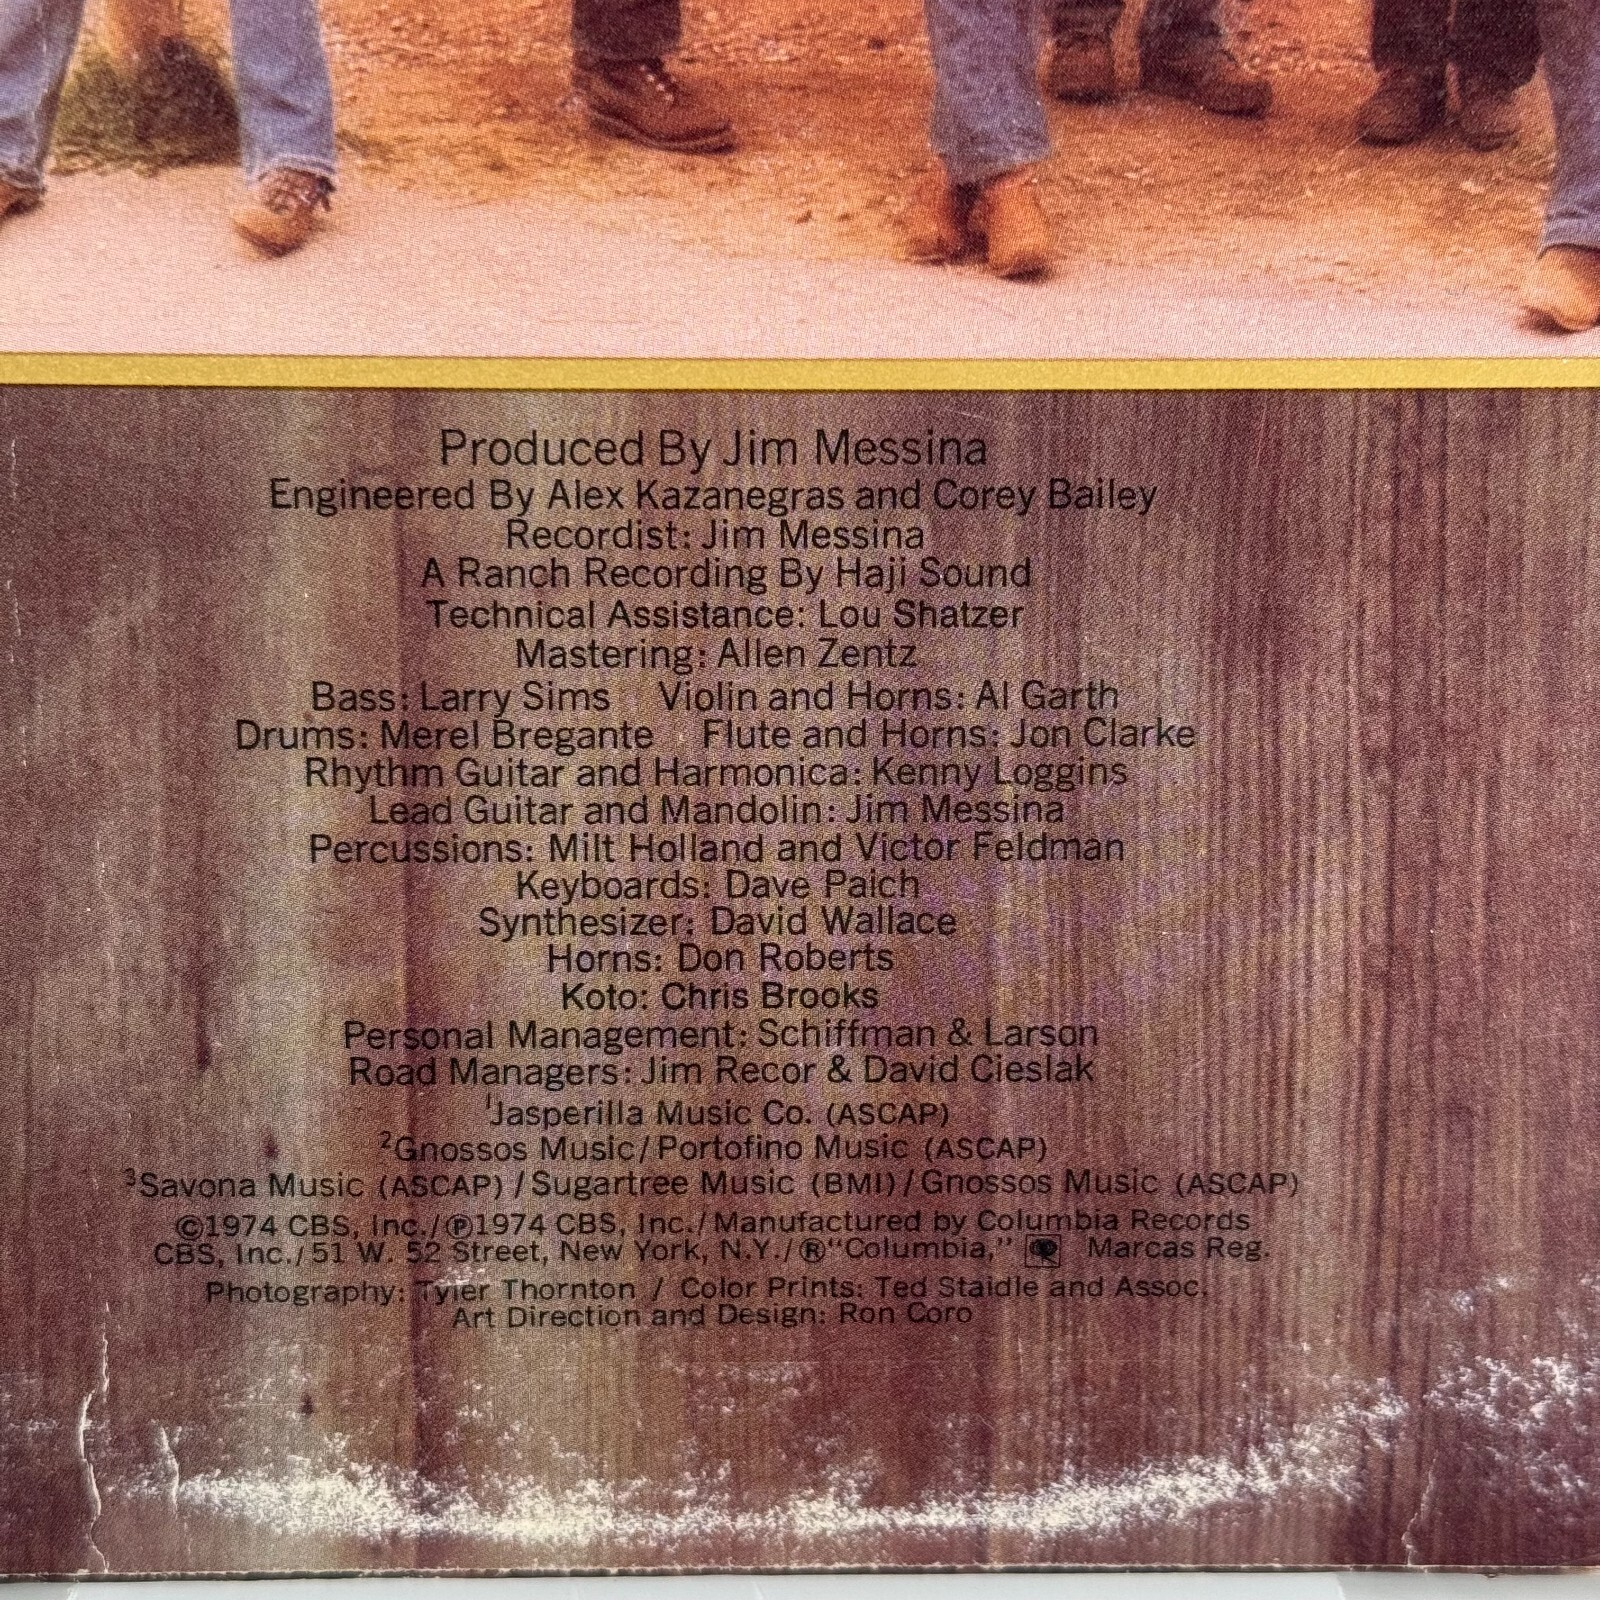 Produced By Jim Messina
Engineered By Alex Kazanegras and Corey Bailey
Recordist: Jim Messina
A Ranch Recording By Haji Sound
Technical Assistance: Lou Shatzer
Mastering: Allen Zentz
Bass: Larry Sims Violin and Horns: Al Garth
Drums: Merel Bregante Flute and Horns: Jon Clarke
Rhythm Guitar and Harmonica: Kenny Loggins
Lead Guitar and Mandolin: Jim Messina
Percussions: Milt Holland and Victor Feldman
Keyboards: Dave Paich
Synthesizer: David Wallace
Horns: Don Roberts
Koto: Chris Brooks
Personal Management: Schiffman & Larson
Road Managers: Jim Recor & David Cieslak
¹Jasperilla Music Co. (ASCAP)
²Gnossos Music/Portofino Music (ASCAP)
³Savona Music (ASCAP)/Sugartree Music (BMI)/Gnossos Music (ASCAP)
©1974 CBS, Inc./℗1974 CBS, Inc./Manufactured by Columbia Records
CBS, Inc./51 W. 52 Street, New York, N.Y./®"Columbia," Marcas Reg.
Photography: Tyler Thornton / Color Prints: Ted Staidle and Assoc.
Art Direction and Design: Ron Coro